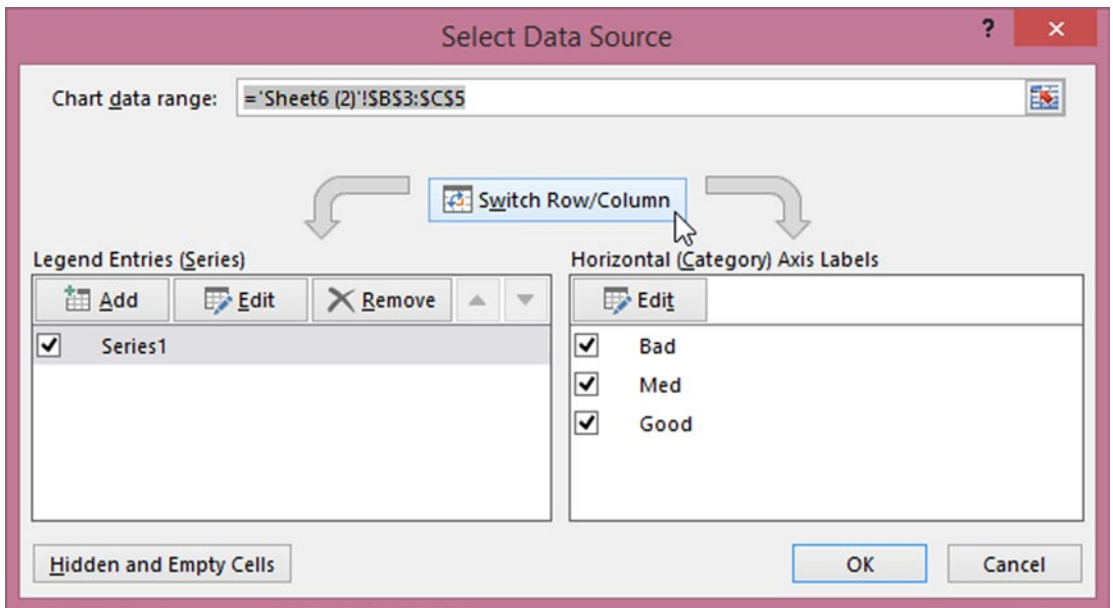 Select Data Source
?
Chart data range: ='Sheet6 (2)'!$B$3:$C$5
Switch Row/Column
Legend Entries (Series)
Add Edit Remove
Series1
Horizontal (Category) Axis Labels
Edit
Bad
Med
Good
Hidden and Empty Cells
OK
Cancel